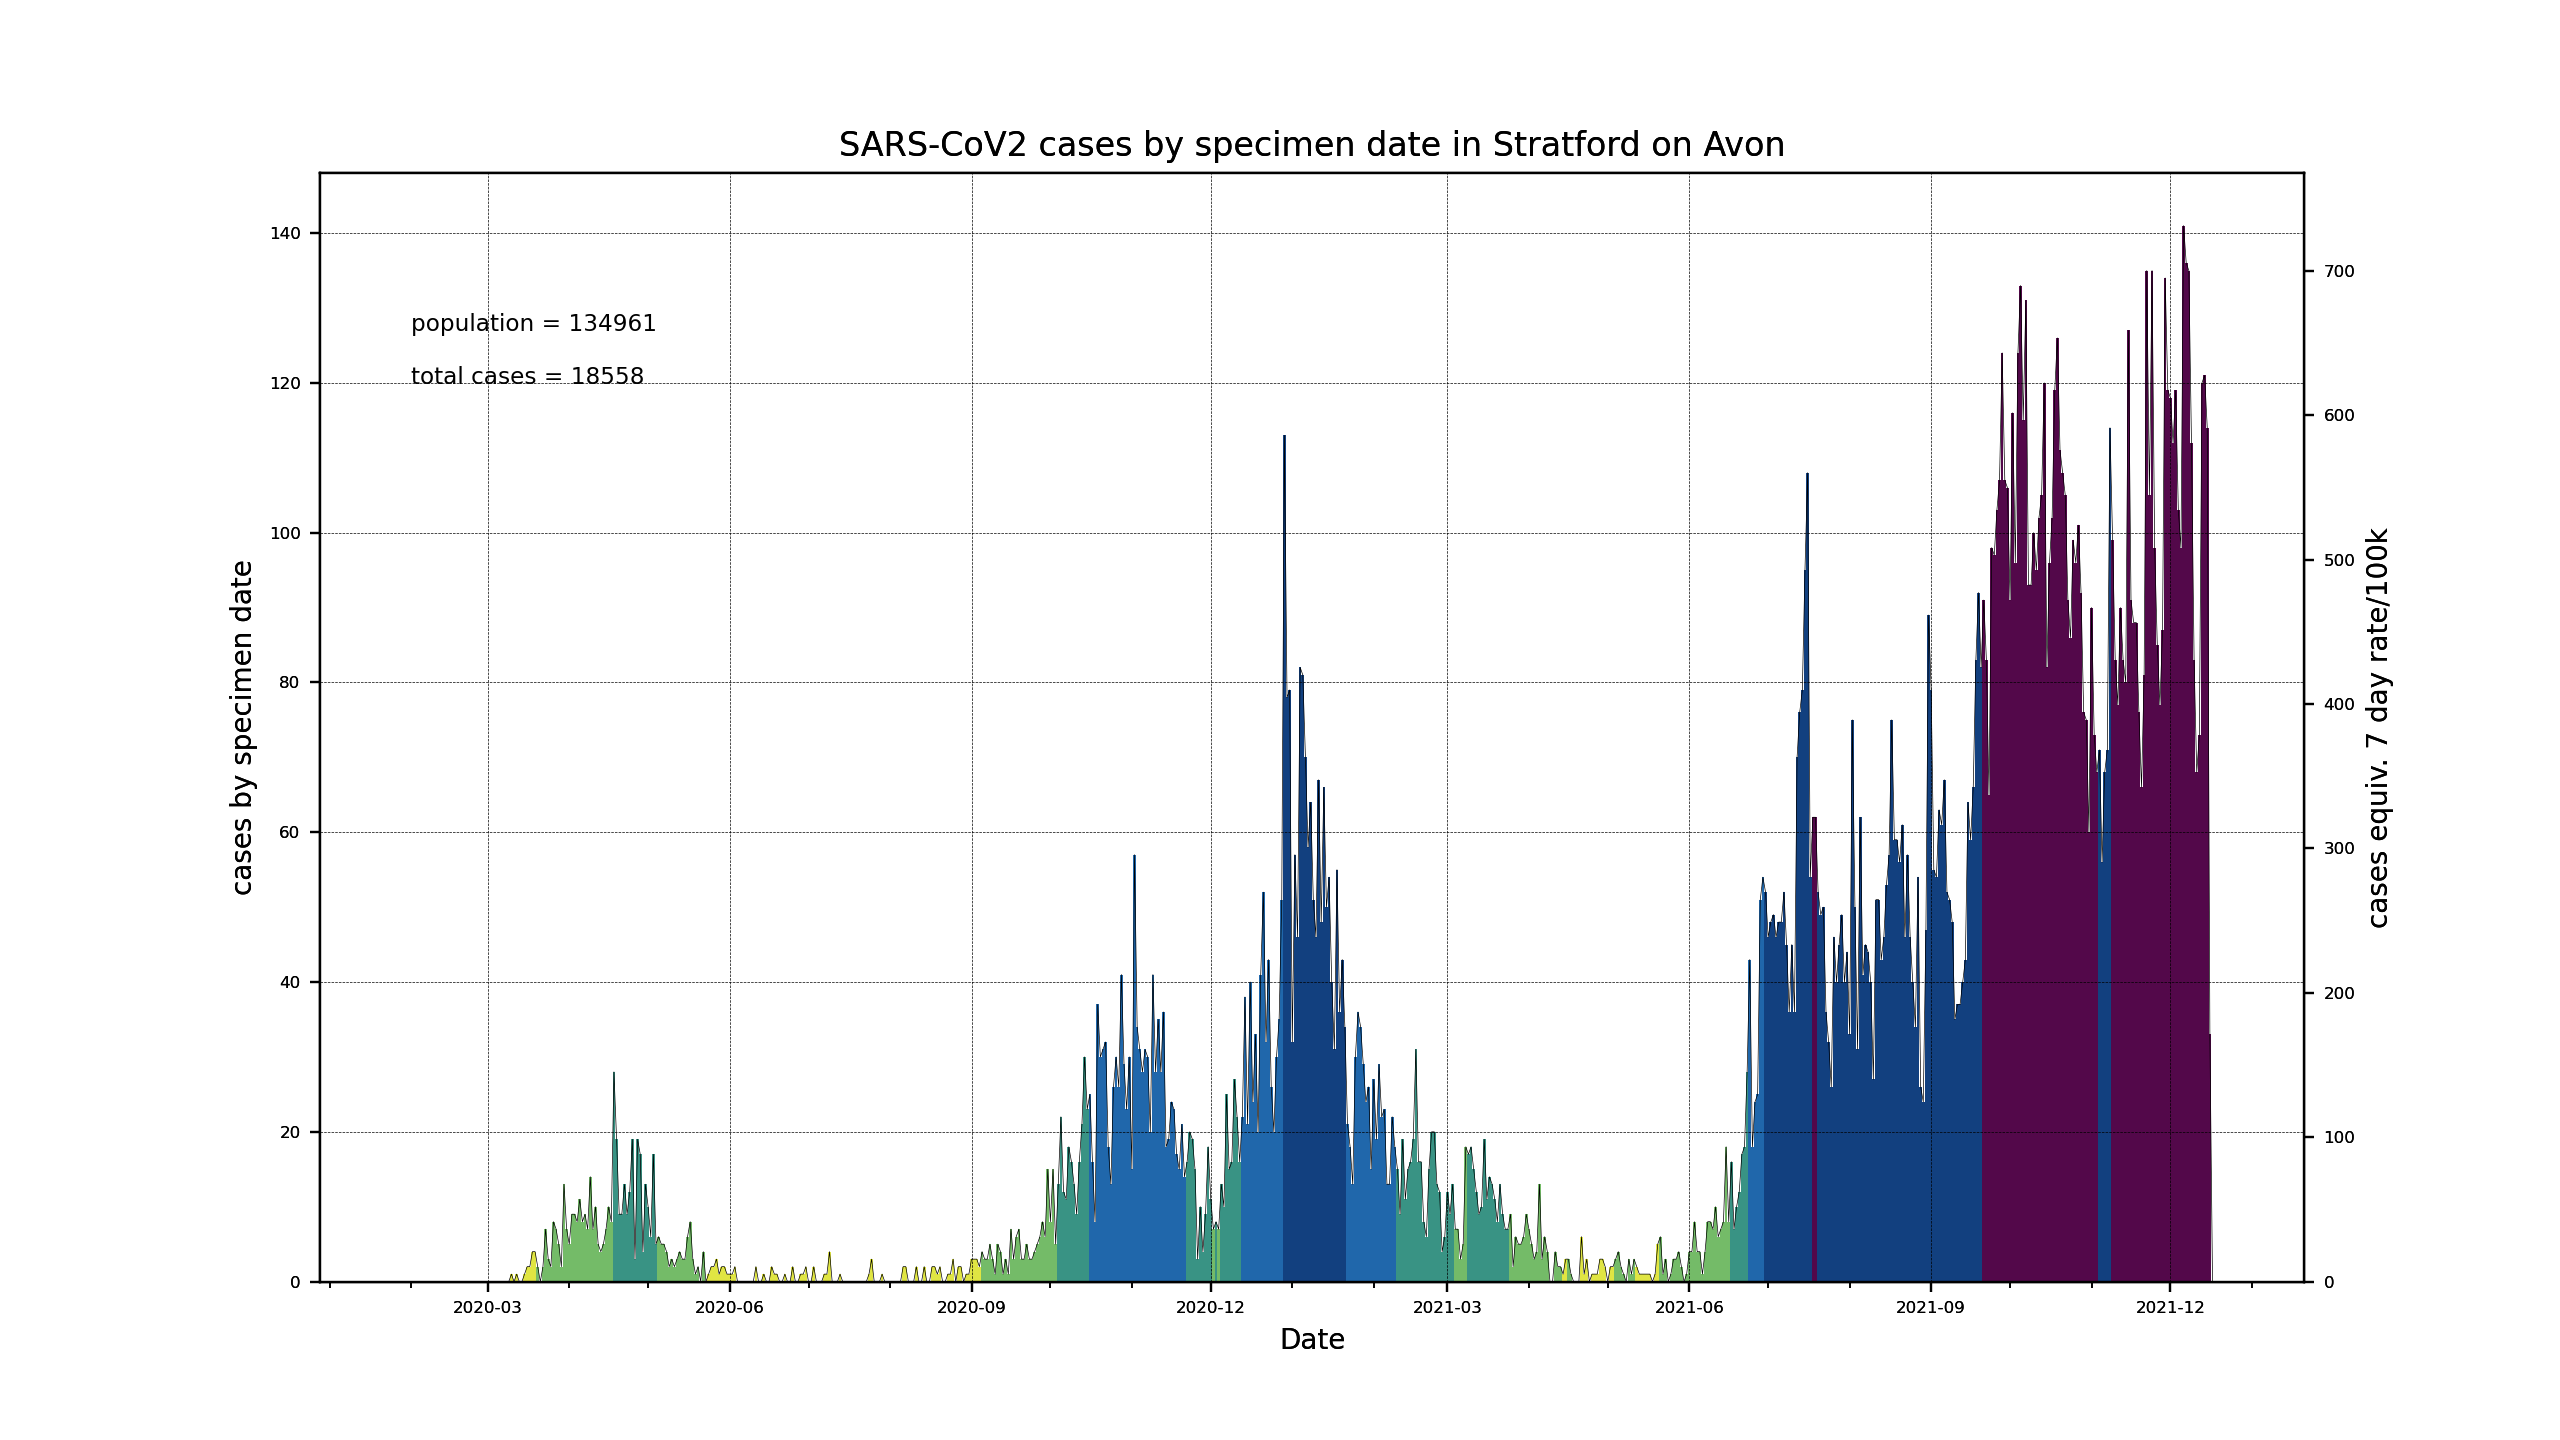 SARS-CoV2 cases by specimen date in Stratford on Avon
population = 134961
total cases = 18558
cases by specimen date
140
120
100
80
60
40
20
0
700
600
500
400
300
200
100
0
cases equiv. 7 day rate/100k
2020-03 2020-06 2020-09 2020-12 2021-03 2021-06 2021-09 2021-12
Date